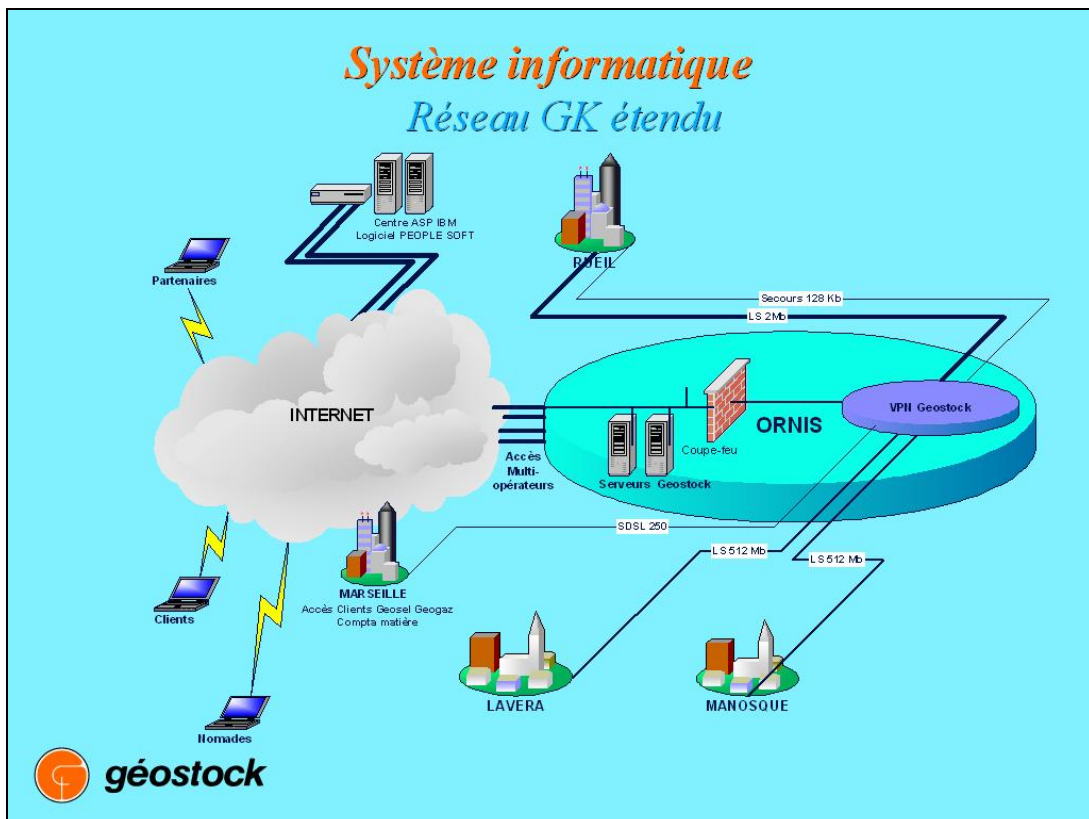 Système informatique
Réseau GK étendu
Centre ASP IBM
Logiciel PEOPLE SOFT
RUEIL
Partenaires
Secours 128 Kb
LS 2Mb
INTERNET
VPN Geostock
ORNIS
Coupe-feu
Accès
Multi-
opérateurs
Serveurs Geostock
SDSL 250
LS 512 Mb
LS 512 Mb
MARSEILLE
Accès Clients Geosel Geogaz
Compta matière
Clients
LAVERA
MANOSQUE
Nomades
géostock